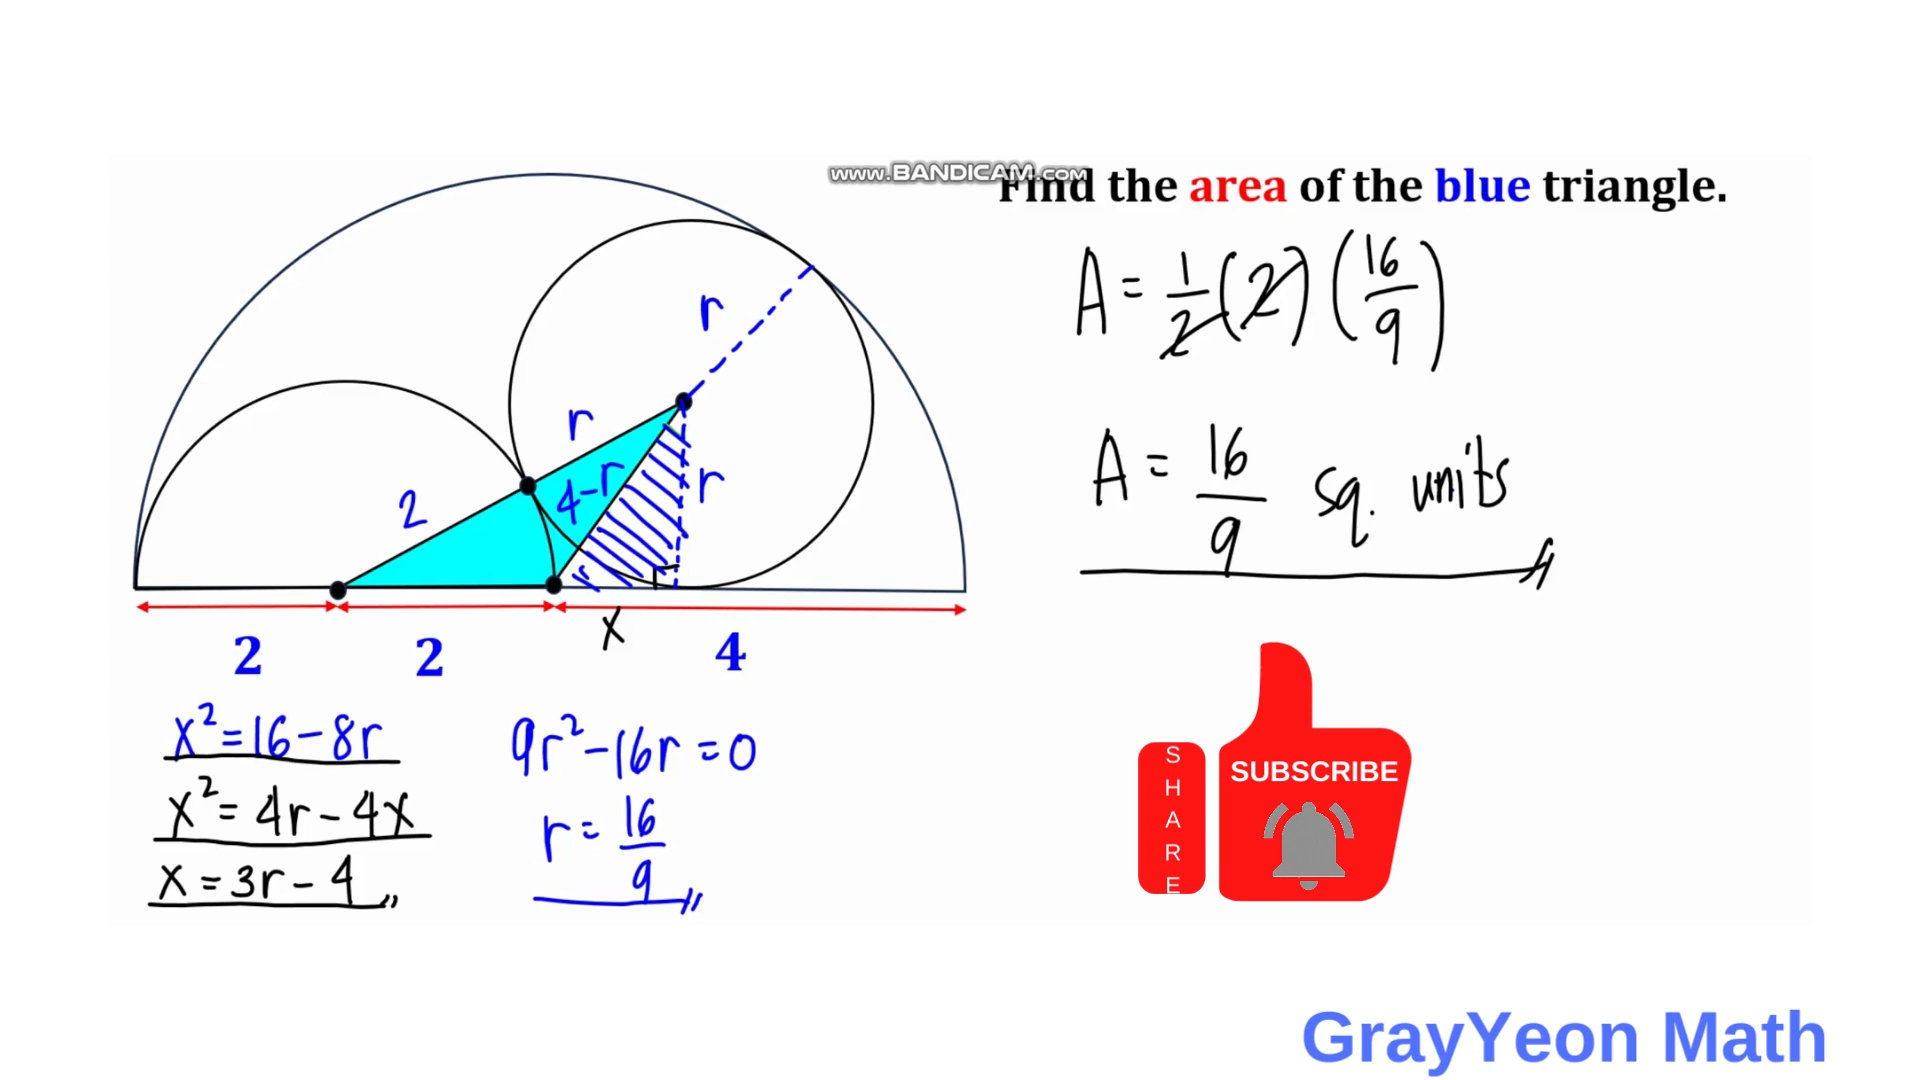 www.BANDICAM.com
Find the area of the blue triangle.
A = 1/2 (2) (16/9)
A = 16/9 sq. units
r
r
4-r
r
2
r
x
2
2
4
x² = 16 - 8r
x² = 4r - 4x
x = 3r - 4
9r² - 16r = 0
r = 16/9
SHARE
SUBSCRIBE
GrayYeon Math